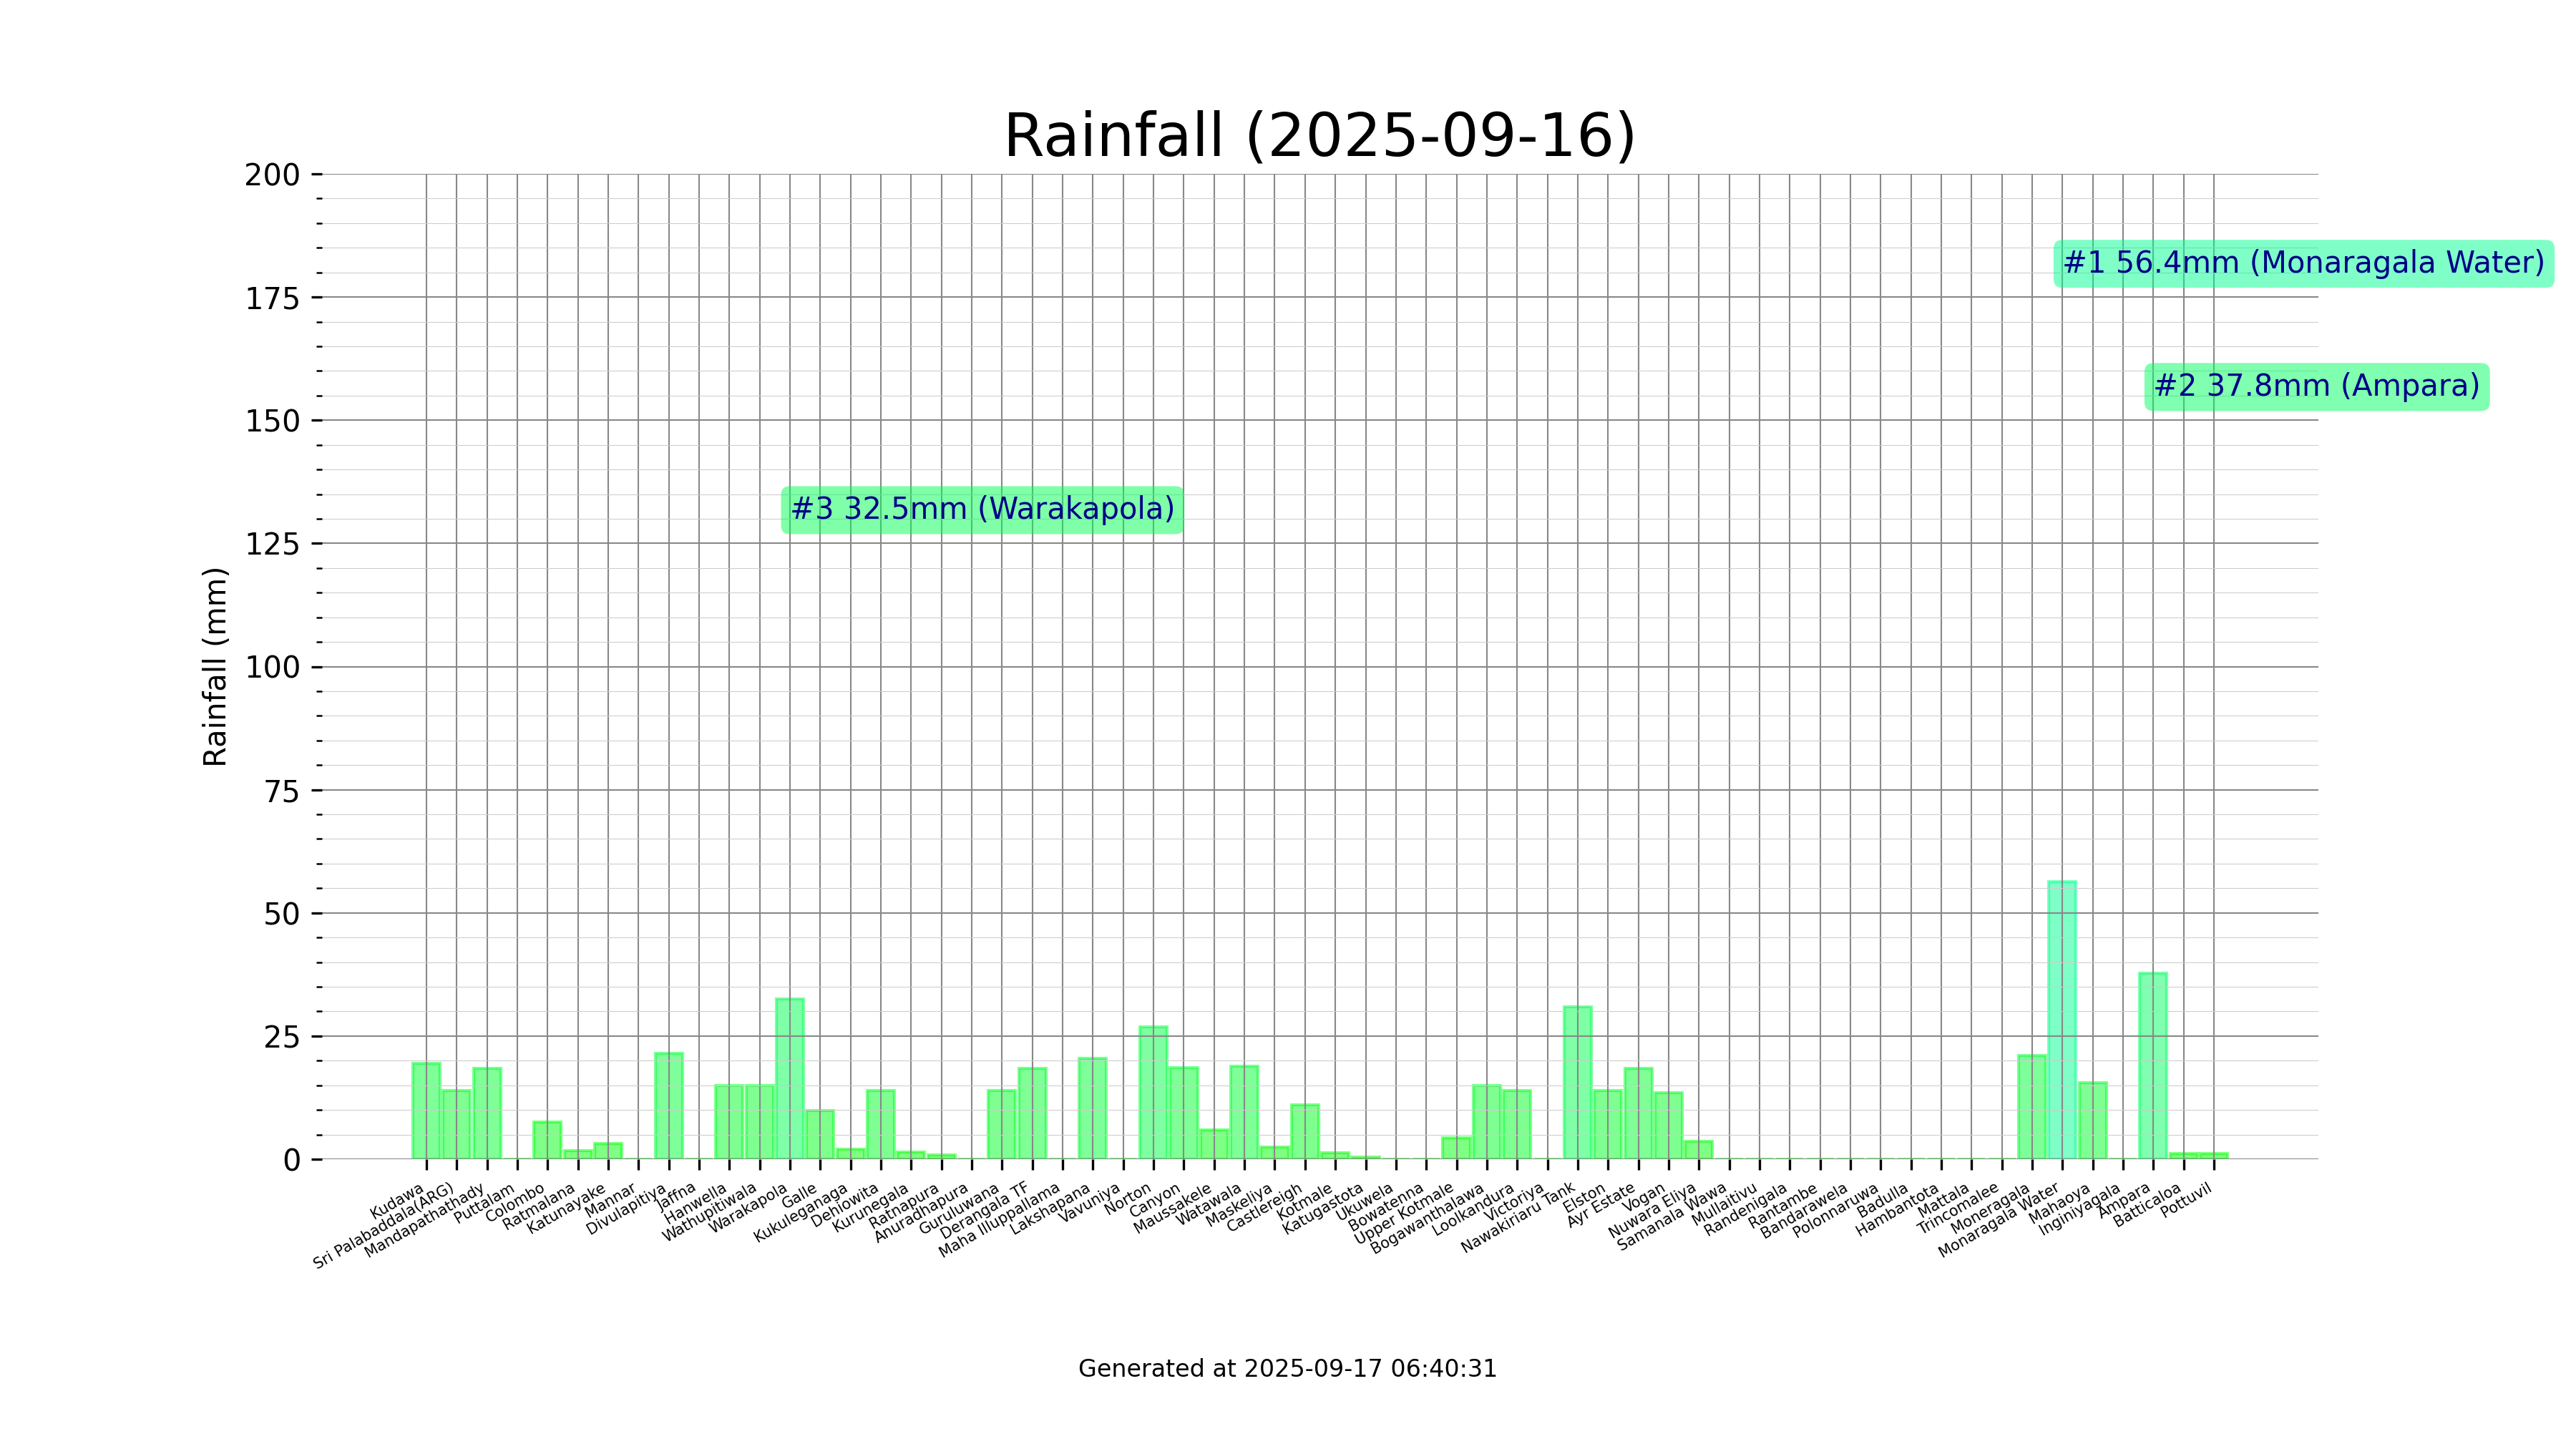 Rainfall (2025-09-16)
Rainfall (mm)
200
175
150
125
100
75
50
25
0
#1 56.4mm (Monaragala Water)
#2 37.8mm (Ampara)
#3 32.5mm (Warakapola)
Kudawa
Sri Palabaddala(ARG)
Mandapathathady
Puttalam
Colombo
Ratmalana
Katunayake
Mannar
Divulapitiya
Jaffna
Hanwella
Wathupitiwala
Warakapola
Galle
Kukuleganaga
Dehiowita
Kurunegala
Ratnapura
Anuradhapura
Guruluwana
Derangala TF
Maha Illuppallama
Lakshapana
Vavuniya
Norton
Canyon
Maussakele
Watawala
Maskeliya
Castlereigh
Kotmale
Katugastota
Ukuwela
Bowatenna
Upper Kotmale
Bogawanthalawa
Loolkandura
Victoriya
Nawakiriaru Tank
Elston
Ayr Estate
Vogan
Nuwara Eliya
Samanala Wawa
Mullaitivu
Randenigala
Rantambe
Bandarawela
Polonnaruwa
Badulla
Hambantota
Mattala
Trincomalee
Moneragala
Monaragala Water
Mahaoya
Inginiyagala
Ampara
Batticaloa
Pottuvil
Generated at 2025-09-17 06:40:31